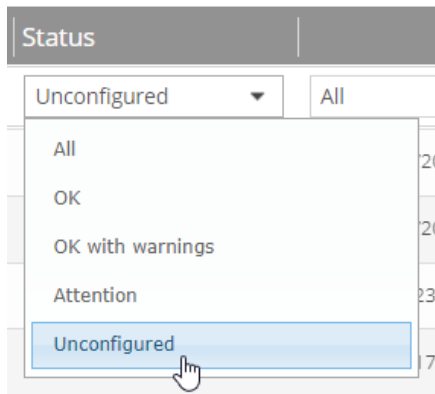 Status
Unconfigured
All
All
OK
OK with warnings
Attention
Unconfigured